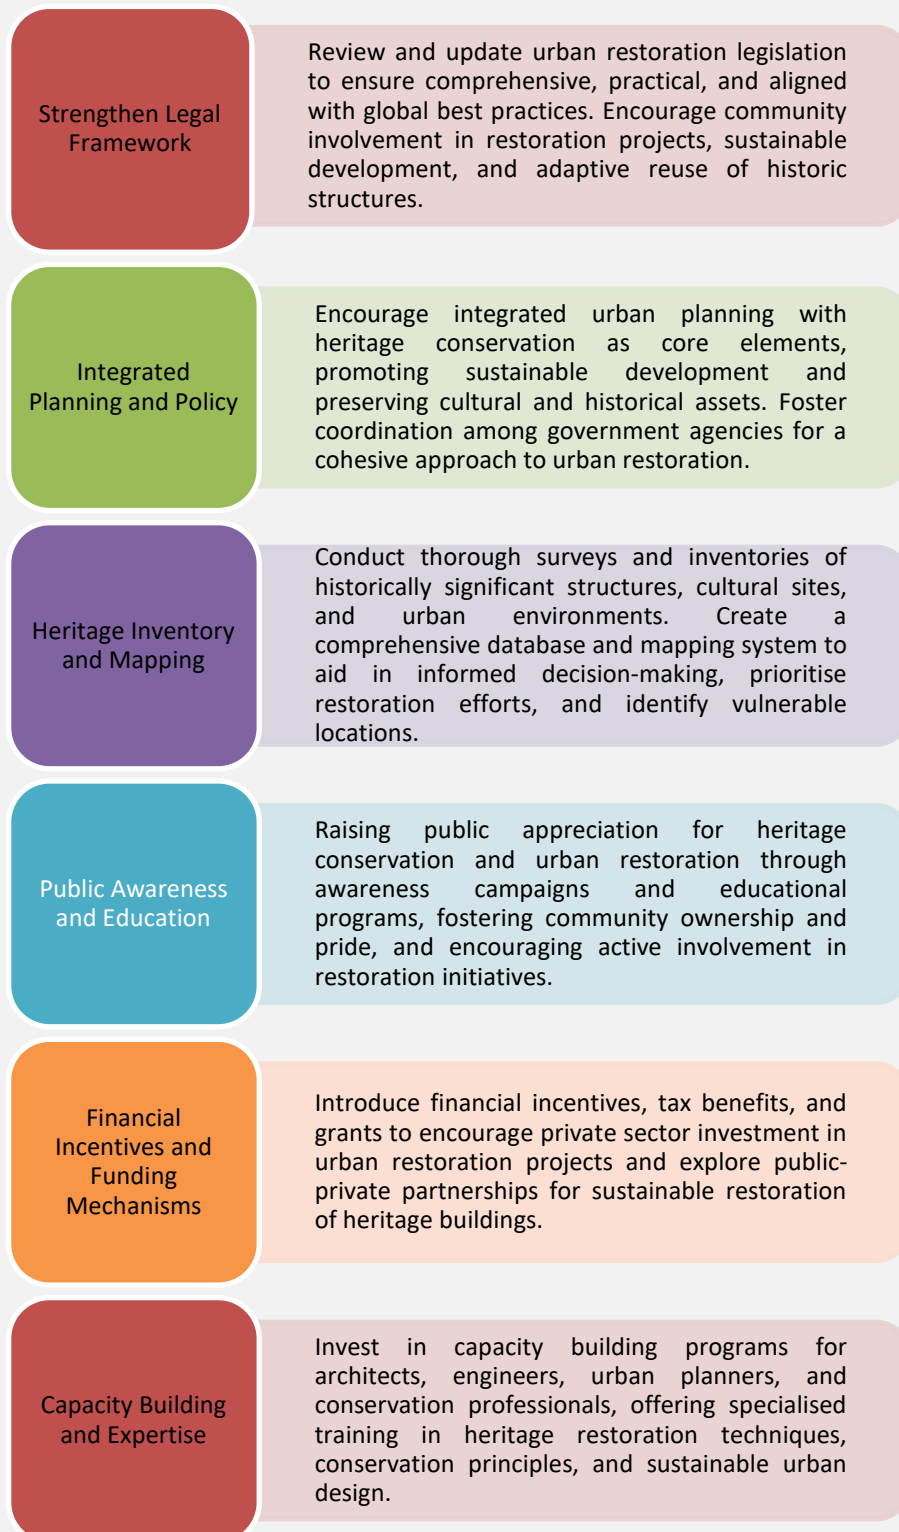 Strengthen Legal
Framework
Review and update urban restoration legislation
to ensure comprehensive, practical, and aligned
with global best practices. Encourage community
involvement in restoration projects, sustainable
development, and adaptive reuse of historic
structures.
Integrated
Planning and Policy
Encourage integrated urban planning with
heritage conservation as core elements,
promoting sustainable development and
preserving cultural and historical assets. Foster
coordination among government agencies for a
cohesive approach to urban restoration.
Heritage Inventory
and Mapping
Conduct thorough surveys and inventories of
historically significant structures, cultural sites,
and urban environments. Create a
comprehensive database and mapping system to
aid in informed decision-making, prioritise
restoration efforts, and identify vulnerable
locations.
Public Awareness
and Education
Raising public appreciation for heritage
conservation and urban restoration through
awareness campaigns and educational
programs, fostering community ownership and
pride, and encouraging active involvement in
restoration initiatives.
Financial
Incentives and
Funding
Mechanisms
Introduce financial incentives, tax benefits, and
grants to encourage private sector investment in
urban restoration projects and explore public-
private partnerships for sustainable restoration
of heritage buildings.
Capacity Building
and Expertise
Invest in capacity building programs for
architects, engineers, urban planners, and
conservation professionals, offering specialised
training in heritage restoration techniques,
conservation principles, and sustainable urban
design.